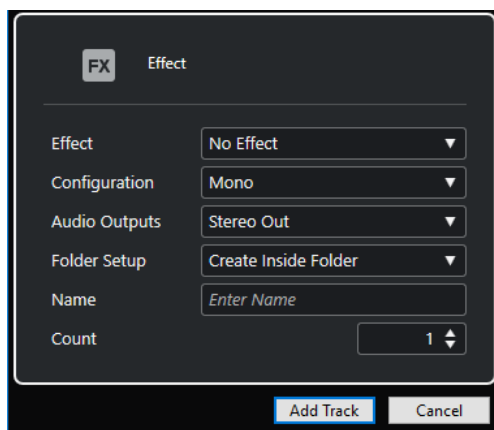 FX Effect
Effect No Effect
Configuration Mono
Audio Outputs Stereo Out
Folder Setup Create Inside Folder
Name Enter Name
Count 1
Add Track Cancel